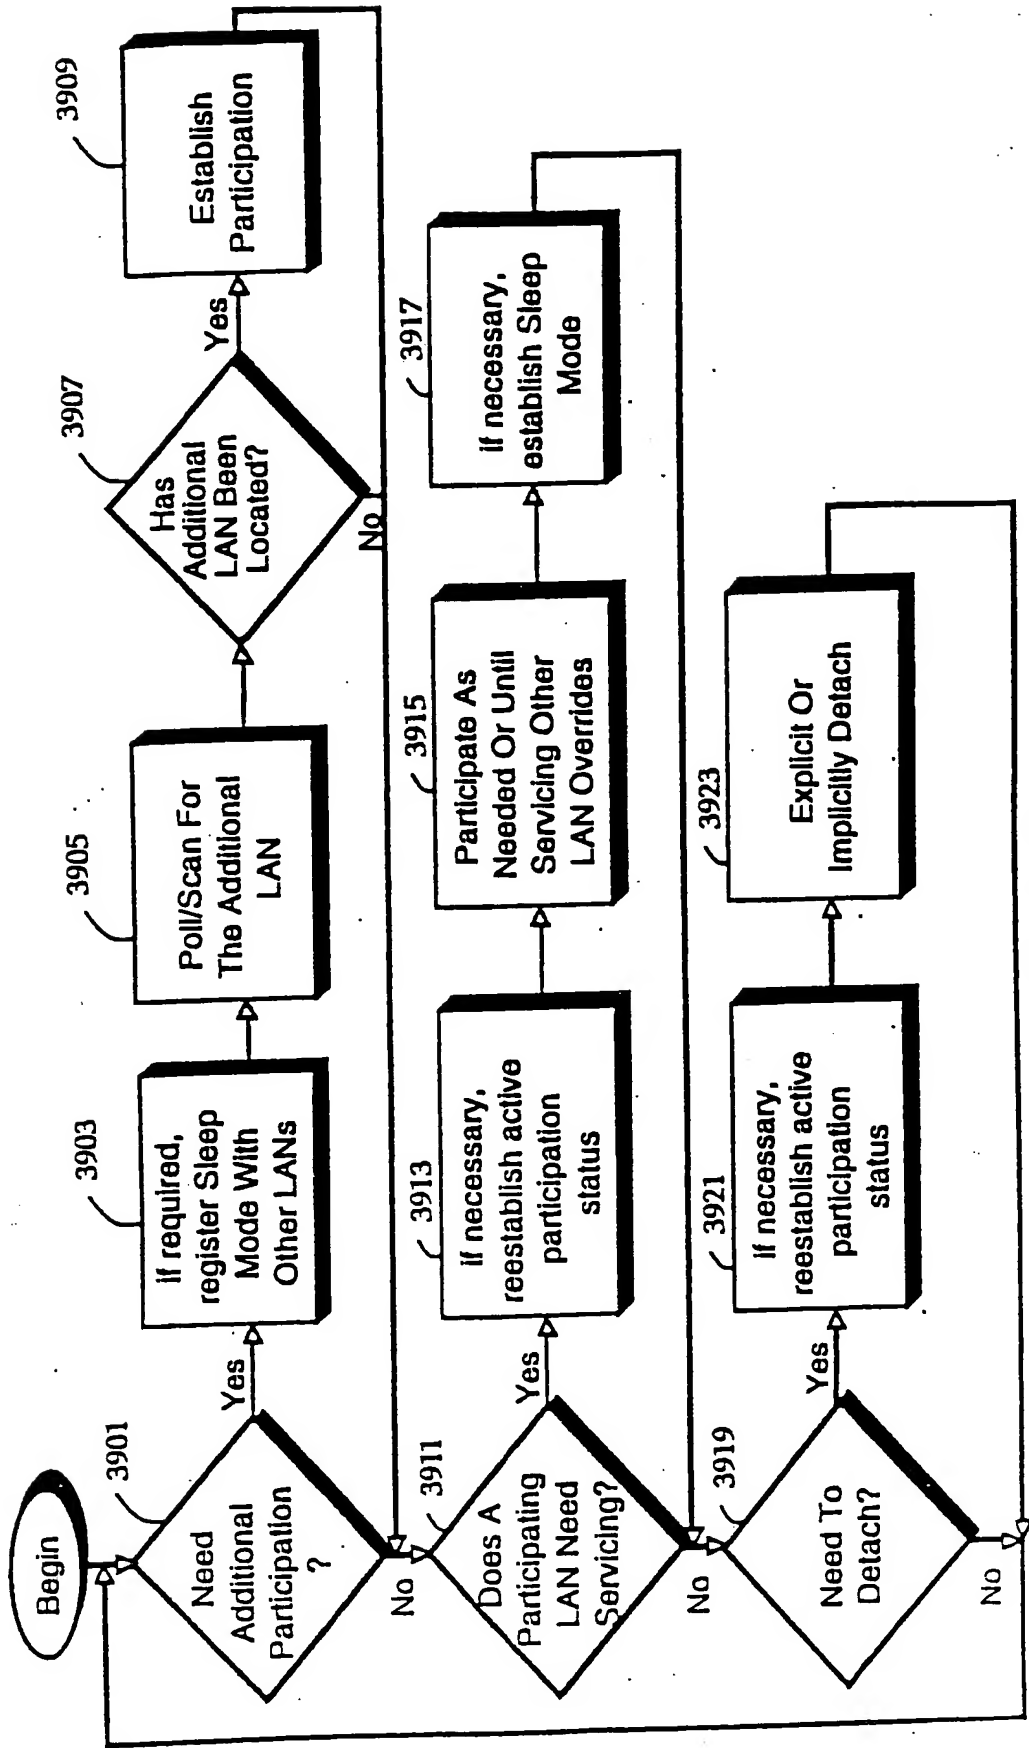 Begin
3901
Need
Additional
Participation
?
Yes
No
3903
If required,
register Sleep
Mode With
Other LANs
3905
Poll/Scan For
The Additional
LAN
3907
Has
Additional
LAN Been
Located?
Yes
No
3909
Establish
Participation
3911
Does A
Participating
LAN Need
Servicing?
Yes
No
3913
If necessary,
reestablish active
participation
status
3915
Participate As
Needed Or Until
Servicing Other
LAN Overrides
3917
If necessary,
establish Sleep
Mode
3919
Need To
Detach?
Yes
No
3921
If necessary,
reestablish active
participation
status
3923
Explicit Or
Implicitly Detach